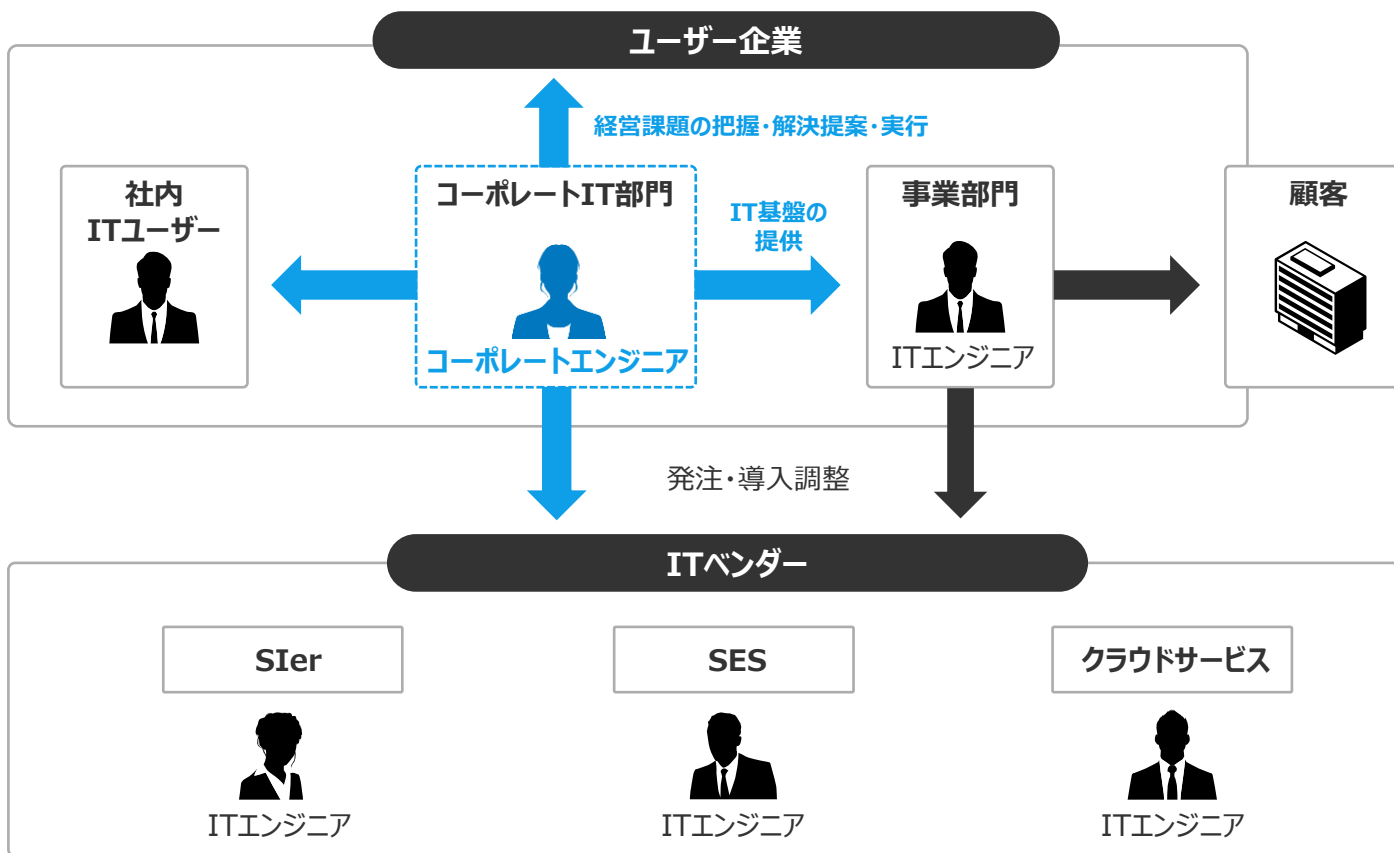 ユーザー企業
経営課題の把握・解決提案・実行
社内
ITユーザー
コーポレートIT部門
コーポレートエンジニア
IT基盤の
提供
事業部門
ITエンジニア
顧客
発注・導入調整
ITベンダー
SIer
SES
クラウドサービス
ITエンジニア
ITエンジニア
ITエンジニア